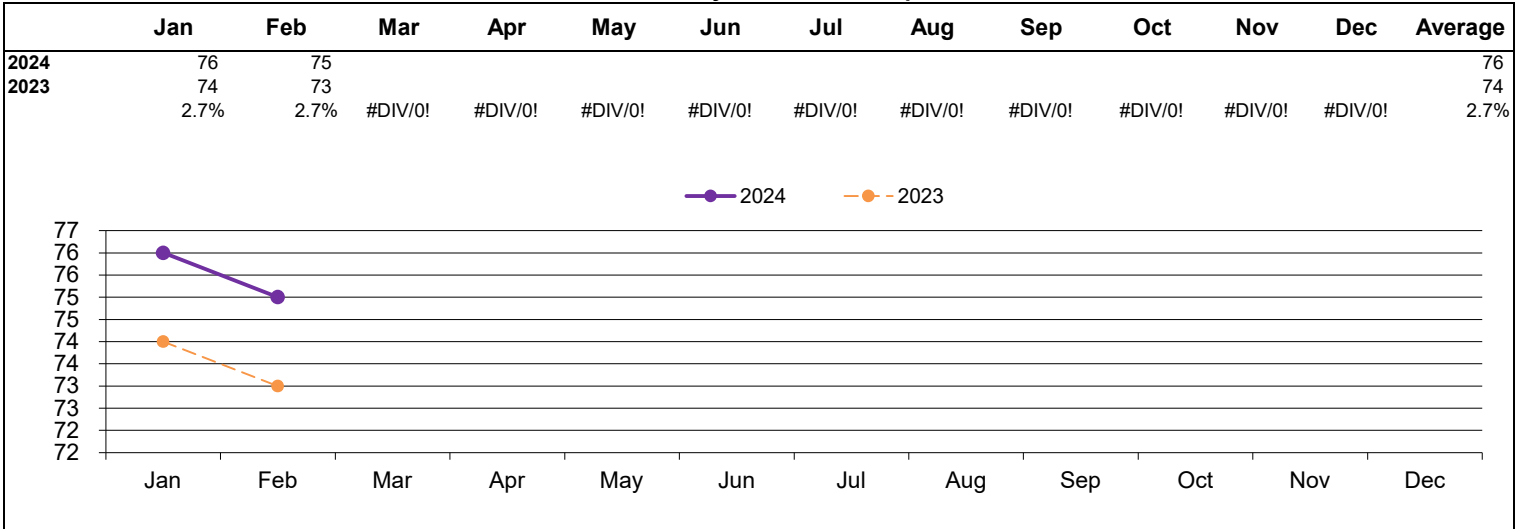 Jan Feb Mar Apr May Jun Jul Aug Sep Oct Nov Dec Average
2024 76 75 76
2023 74 73 74
2.7% 2.7% #DIV/0! #DIV/0! #DIV/0! #DIV/0! #DIV/0! #DIV/0! #DIV/0! #DIV/0! #DIV/0! #DIV/0! 2.7%
2024 2023
77
76
76
75
75
74
74
73
73
72
72
Jan Feb Mar Apr May Jun Jul Aug Sep Oct Nov Dec